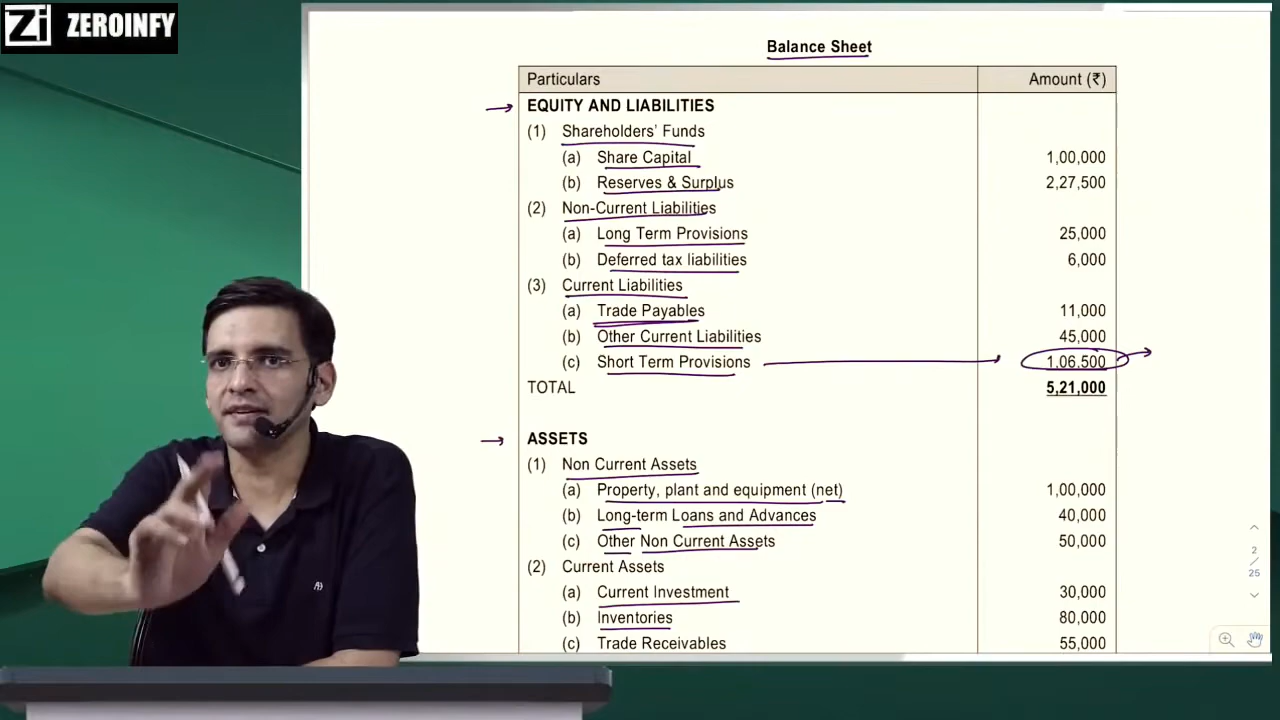 Zi ZEROINFY
Balance Sheet
Particulars Amount (₹)
EQUITY AND LIABILITIES
(1) Shareholders' Funds
(a) Share Capital 1,00,000
(b) Reserves & Surplus 2,27,500
(2) Non-Current Liabilities
(a) Long Term Provisions 25,000
(b) Deferred tax liabilities 6,000
(3) Current Liabilities
(a) Trade Payables 11,000
(b) Other Current Liabilities 45,000
(c) Short Term Provisions 1,06,500
TOTAL 5,21,000
ASSETS
(1) Non Current Assets
(a) Property, plant and equipment (net) 1,00,000
(b) Long-term Loans and Advances 40,000
(c) Other Non Current Assets 50,000
(2) Current Assets
(a) Current Investment 30,000
(b) Inventories 80,000
(c) Trade Receivables 55,000
2
/
25